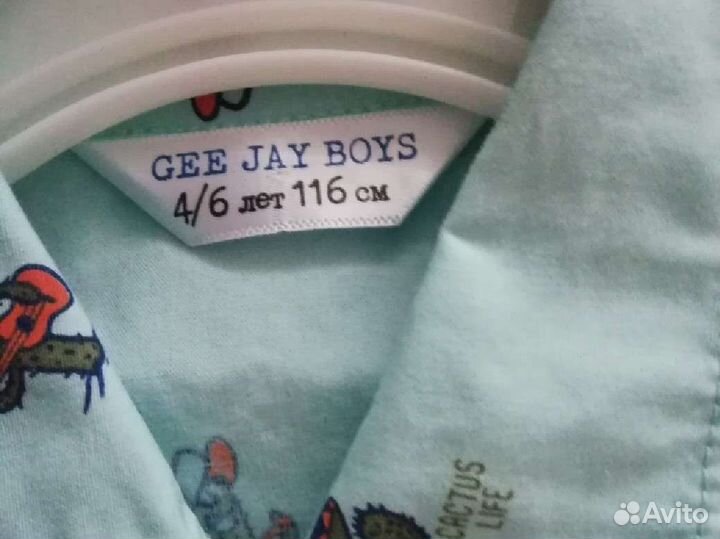 GEE JAY BOYS
4/6 лет 116 см
CACTUS
LIFE
Avito